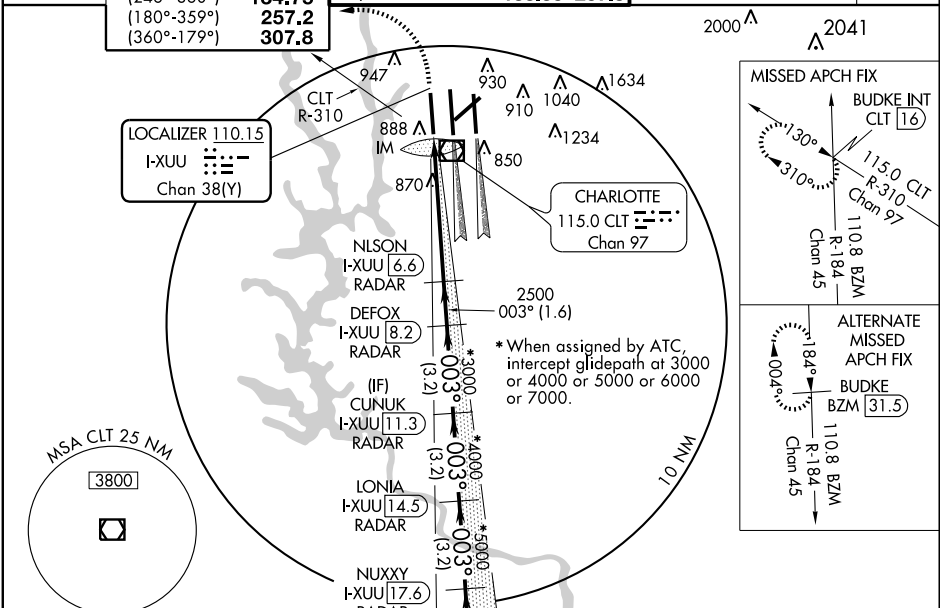 (180°-359°) 257.2
(360°-179°) 307.8
2000
2041
947
930
910
1040
1634
1234
CLT
R-310
888
IM
850
870
LOCALIZER 110.15
I-XUU
Chan 38(Y)
CHARLOTTE
115.0 CLT
Chan 97
NLSON
I-XUU 6.6
RADAR
2500
003° (1.6)
DEFOX
I-XUU 8.2
RADAR
* When assigned by ATC,
intercept glidepath at 3000
or 4000 or 5000 or 6000
or 7000.
*3000
003°
(3.2)
(IF)
CUNUK
I-XUU 11.3
RADAR
*4000
003°
(3.2)
LONIA
I-XUU 14.5
RADAR
*5000
003°
(3.2)
NUXXY
I-XUU 17.6
RADAR
10 NM
MSA CLT 25 NM
3800
MISSED APCH FIX
BUDKE INT
CLT 16
130°
310°
115.0 CLT
R-310
Chan 97
110.8 BZM
R-184
Chan 45
ALTERNATE
MISSED
APCH FIX
184°
004°
BUDKE
BZM 31.5
110.8 BZM
R-184
Chan 45